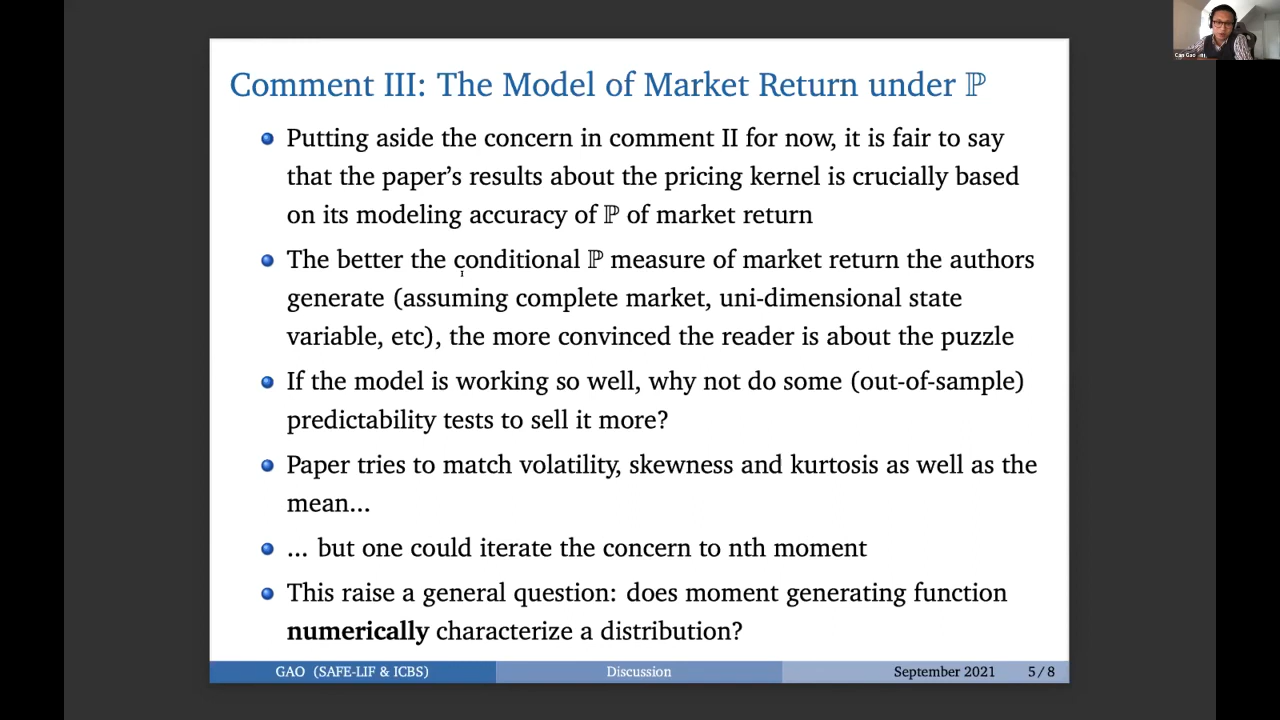 Comment III: The Model of Market Return under ℙ
Putting aside the concern in comment II for now, it is fair to say
that the paper's results about the pricing kernel is crucially based
on its modeling accuracy of ℙ of market return
The better the conditional ℙ measure of market return the authors
generate (assuming complete market, uni-dimensional state
variable, etc), the more convinced the reader is about the puzzle
If the model is working so well, why not do some (out-of-sample)
predictability tests to sell it more?
Paper tries to match volatility, skewness and kurtosis as well as the
mean...
... but one could iterate the concern to nth moment
This raise a general question: does moment generating function
numerically characterize a distribution?
GAO (SAFE-LIF & ICBS) Discussion September 2021 5 / 8
Can Gao